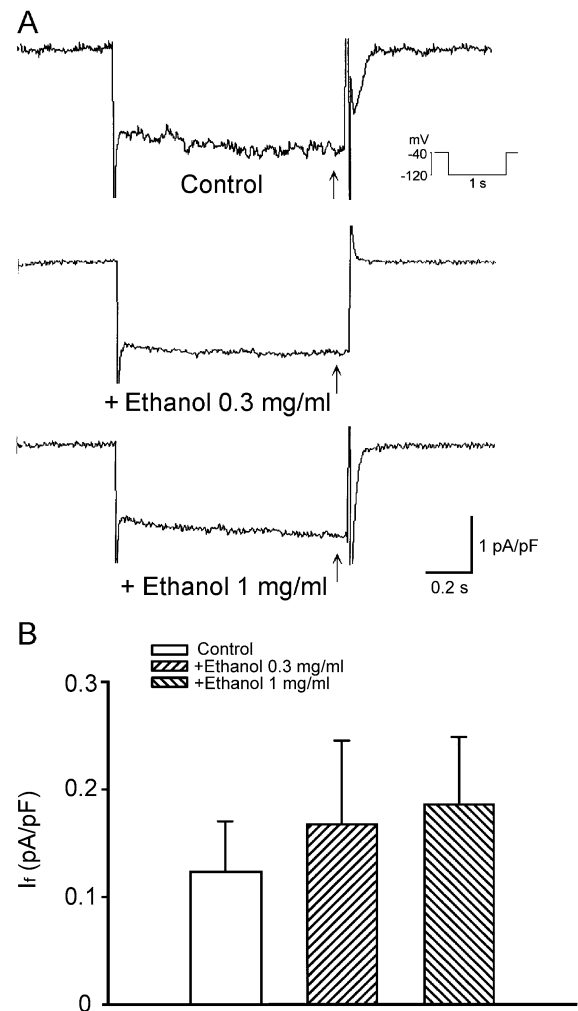 A
Control
mV
-40
-120
1 s
+ Ethanol 0.3 mg/ml
+ Ethanol 1 mg/ml
1 pA/pF
0.2 s
B
Control
+Ethanol 0.3 mg/ml
+Ethanol 1 mg/ml
0.3
0.2
0.1
0
If (pA/pF)